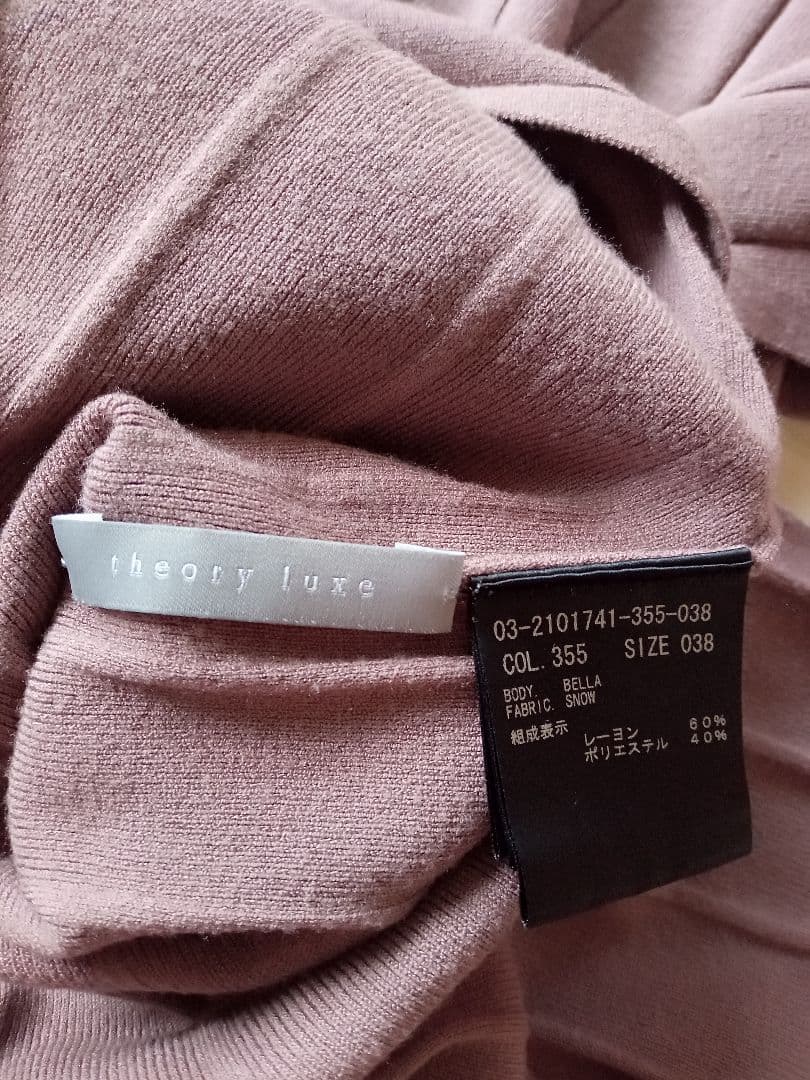 theory luxe
03-2101741-355-038
COL. 355 SIZE 038
BODY. BELLA
FABRIC. SNOW
組成表示
レーヨン 60%
ポリエステル 40%